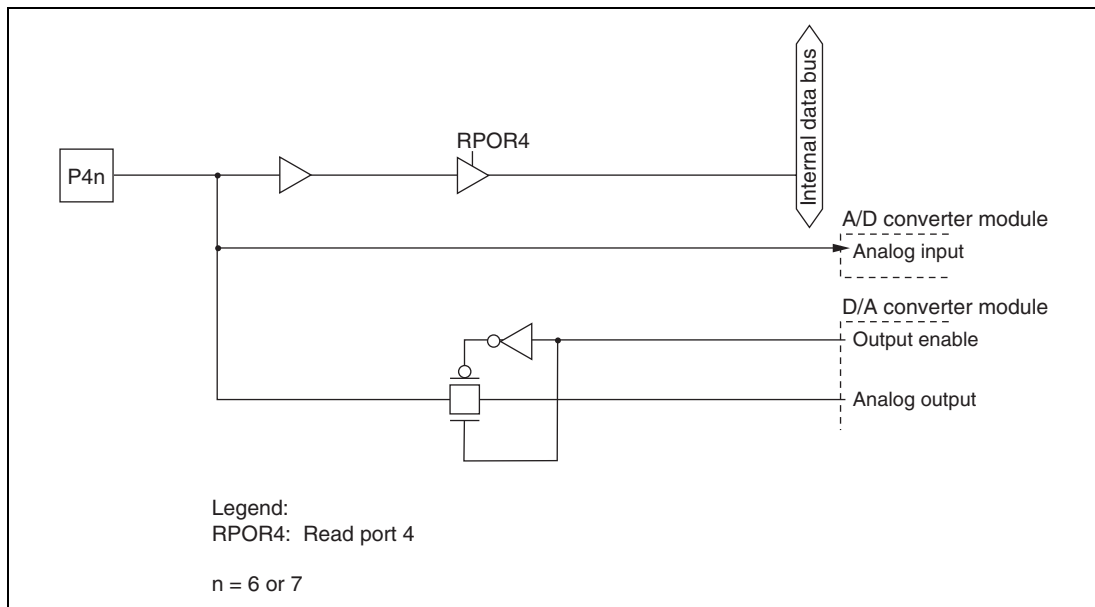 Internal data bus
RPOR4
P4n
A/D converter module
Analog input
D/A converter module
Output enable
Analog output
Legend:
RPOR4: Read port 4
n = 6 or 7